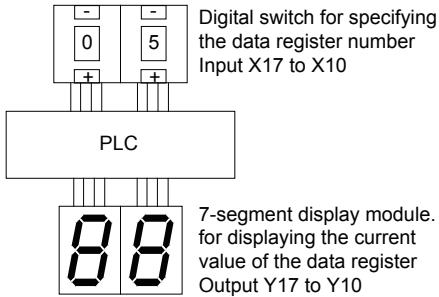 - -
0 5
+ +
Digital switch for specifying
the data register number
Input X17 to X10
PLC
88
7-segment display module.
for displaying the current
value of the data register
Output Y17 to Y10